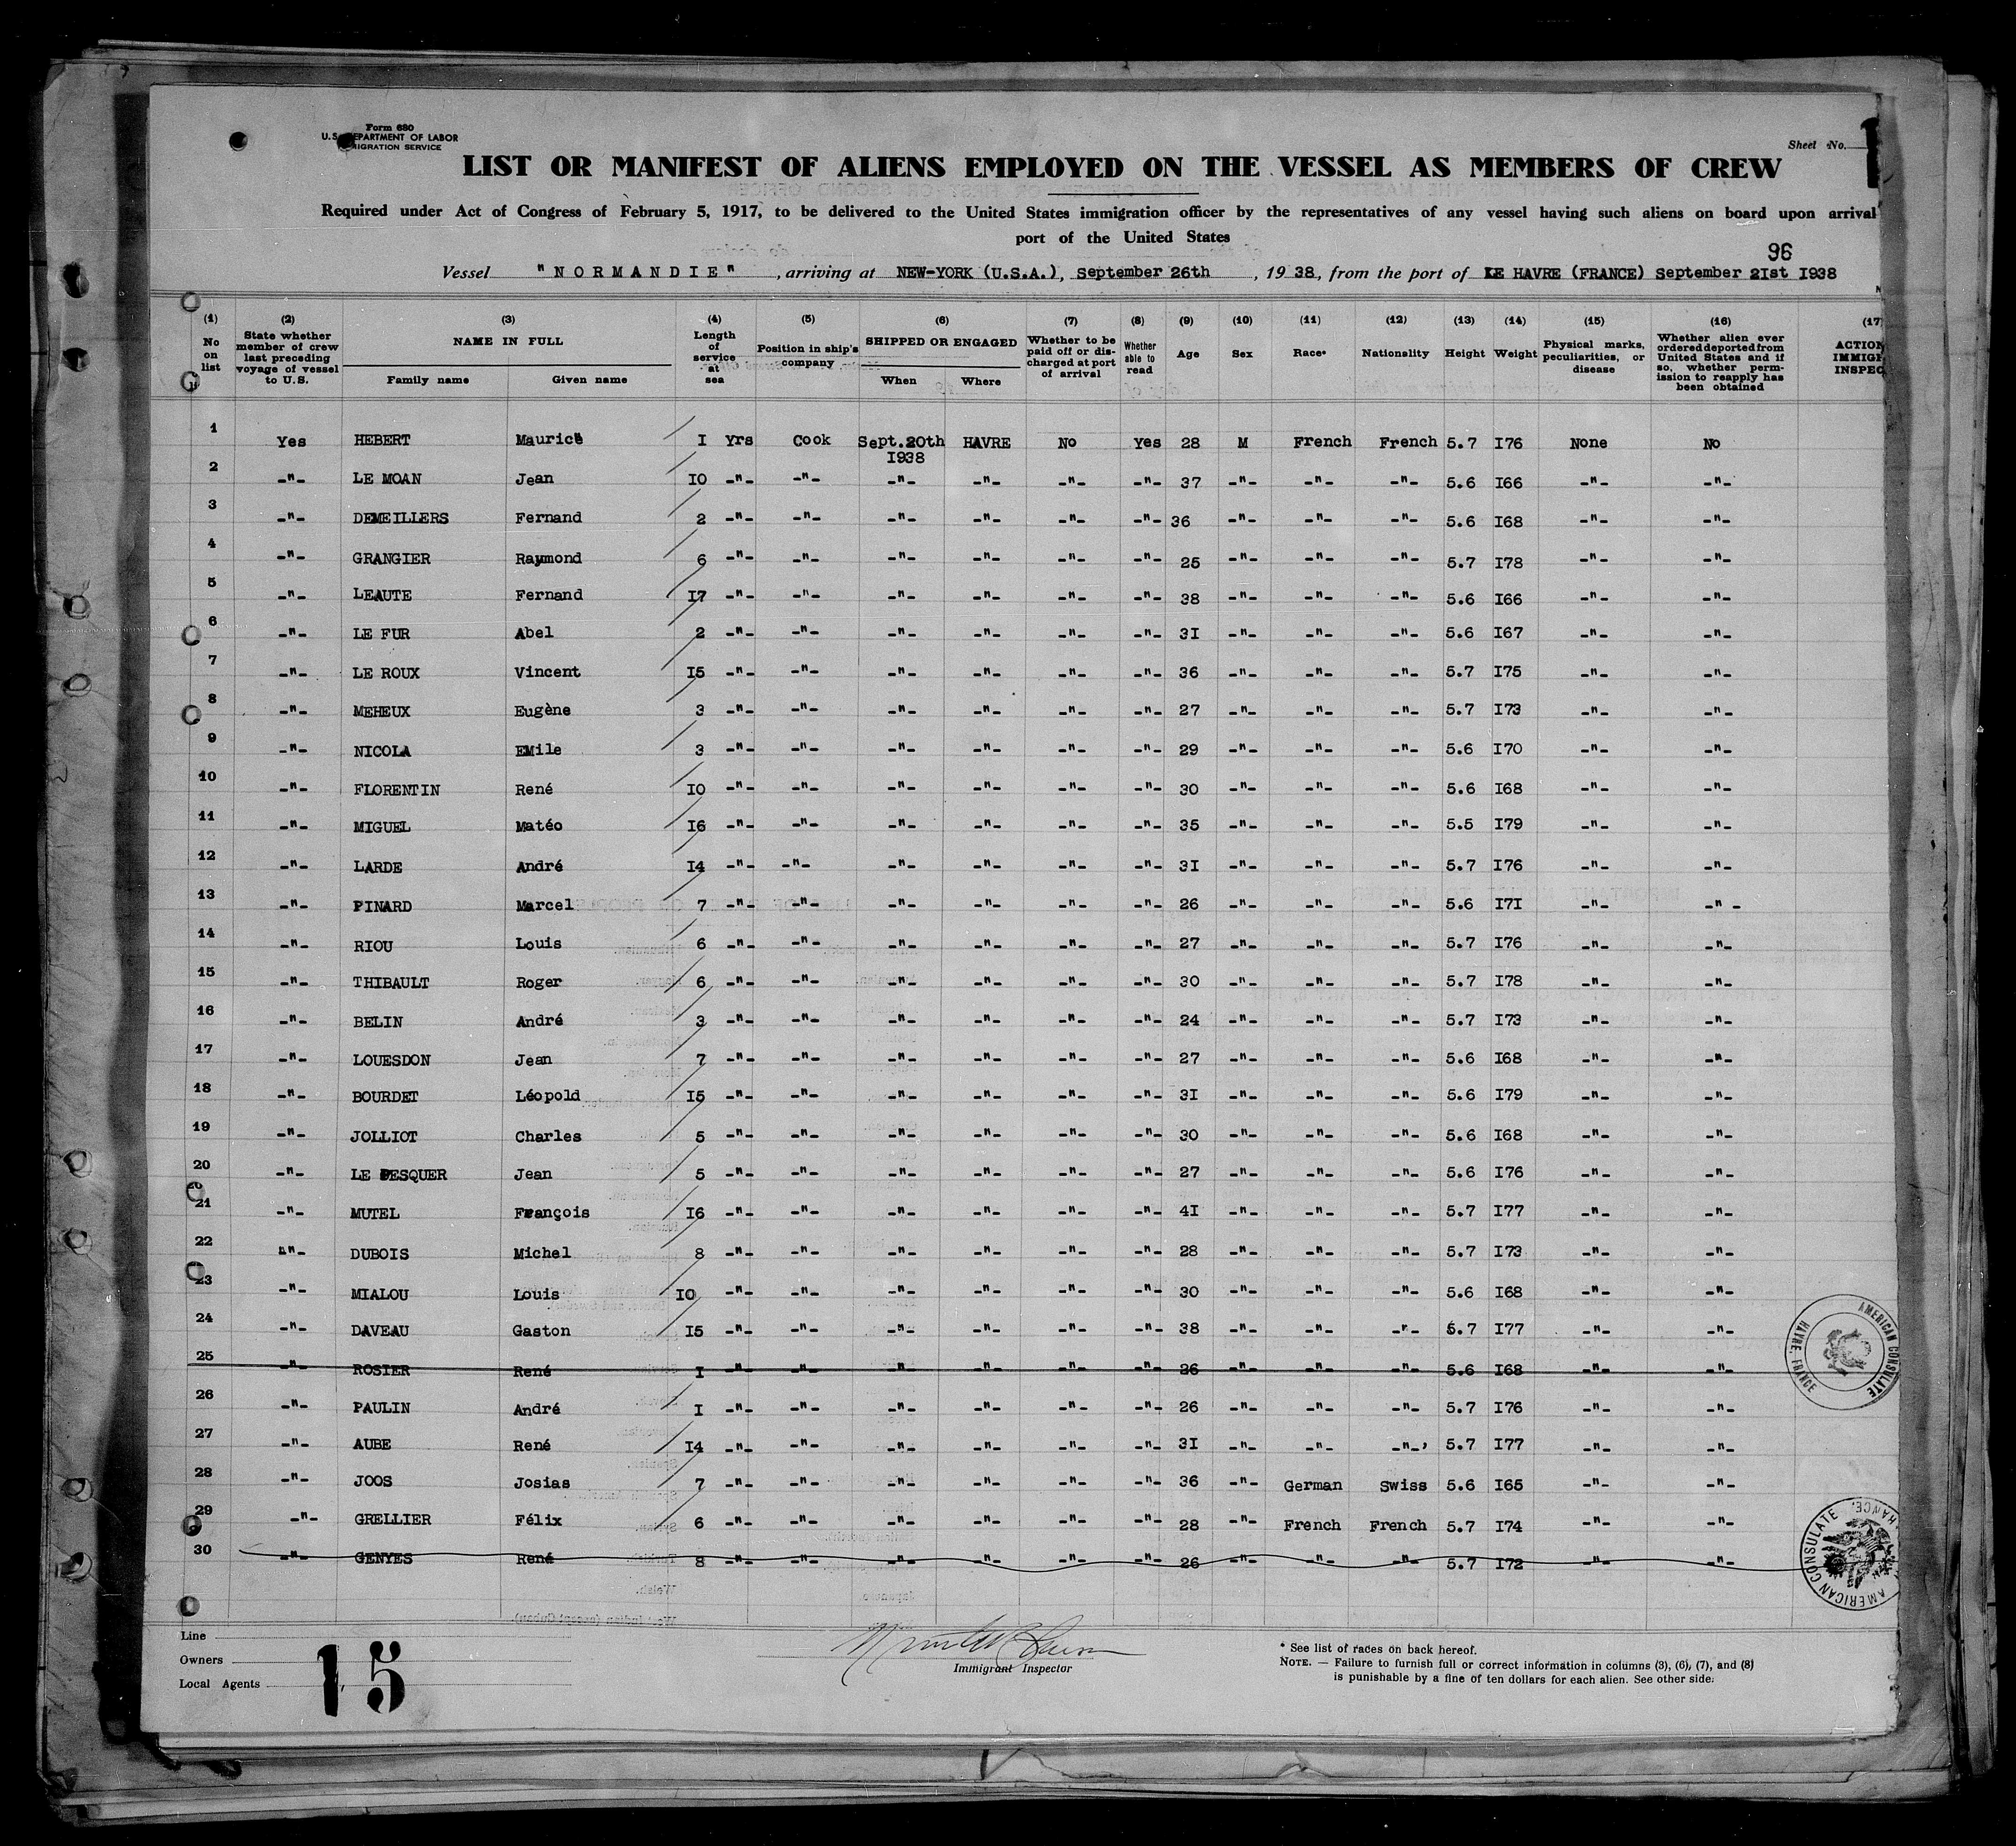 Form 680
U.S. DEPARTMENT OF LABOR
IMMIGRATION SERVICE
Sheet No.
LIST OR MANIFEST OF ALIENS EMPLOYED ON THE VESSEL AS MEMBERS OF CREW
Required under Act of Congress of February 5, 1917, to be delivered to the United States immigration officer by the representatives of any vessel having such aliens on board upon arrival
port of the United States
96
Vessel "NORMANDIE", arriving at NEW-YORK (U.S.A.), September 26th, 1938, from the port of LE HAVRE (FRANCE) September 2Ist I938
(1) (2) (3) (4) (5) (6) (7) (8) (9) (10) (11) (12) (13) (14) (15) (16) (17
No on list State whether member of crew last preceding voyage of vessel to U.S. NAME IN FULL Family name Given name Length of service at sea Position in ship's company SHIPPED OR ENGAGED When Where Whether to be paid off or discharged at port of arrival Whether able to read Age Sex Race* Nationality Height Weight Physical marks, peculiarities, or disease Whether alien ever ordered deported from United States and if so, whether permission to reapply has been obtained ACTION IMMIGR INSPEC
1 Yes HEBERT Maurice I Yrs Cook Sept.20th I938 HAVRE No Yes 28 M French French 5.7 I76 None No
2 -"- LE MOAN Jean IO -"- -"- -"- -"- -"- -"- 37 -"- -"- -"- 5.6 I66 -"- -"-
3 -"- DEMEILLERS Fernand 2 -"- -"- -"- -"- -"- -"- 36 -"- -"- -"- 5.6 I68 -"- -"-
4 -"- GRANGIER Raymond 6 -"- -"- -"- -"- -"- -"- 25 -"- -"- -"- 5.7 I78 -"- -"-
5 -"- LEAUTE Fernand I7 -"- -"- -"- -"- -"- -"- 38 -"- -"- -"- 5.6 I66 -"- -"-
6 -"- LE FUR Abel 2 -"- -"- -"- -"- -"- -"- 3I -"- -"- -"- 5.6 I67 -"- -"-
7 -"- LE ROUX Vincent I5 -"- -"- -"- -"- -"- -"- 36 -"- -"- -"- 5.7 I75 -"- -"-
8 -"- MEHEUX Eugène 3 -"- -"- -"- -"- -"- -"- 27 -"- -"- -"- 5.7 I73 -"- -"-
9 -"- NICOLA EMile 3 -"- -"- -"- -"- -"- -"- 29 -"- -"- -"- 5.6 I70 -"- -"-
10 -"- FLORENTIN René IO -"- -"- -"- -"- -"- -"- 30 -"- -"- -"- 5.6 I68 -"- -"-
11 -"- MIGUEL Matéo I6 -"- -"- -"- -"- -"- -"- 35 -"- -"- -"- 5.5 I79 -"- -"-
12 -"- LARDE André I4 -"- -"- -"- -"- -"- -"- 3I -"- -"- -"- 5.7 I76 -"- -"-
13 -"- PINARD Marcel 7 -"- -"- -"- -"- -"- -"- 26 -"- -"- -"- 5.6 I7I -"- -"-
14 -"- RIOU Louis 6 -"- -"- -"- -"- -"- -"- 27 -"- -"- -"- 5.7 I76 -"- -"-
15 -"- THIBAULT Roger 6 -"- -"- -"- -"- -"- -"- 30 -"- -"- -"- 5.7 I78 -"- -"-
16 -"- BELIN André 3 -"- -"- -"- -"- -"- -"- 24 -"- -"- -"- 5.7 I73 -"- -"-
17 -"- LOUESDON Jean 7 -"- -"- -"- -"- -"- -"- 27 -"- -"- -"- 5.6 I68 -"- -"-
18 -"- BOURDET Léopold I5 -"- -"- -"- -"- -"- -"- 3I -"- -"- -"- 5.6 I79 -"- -"-
19 -"- JOLLIOT Charles 5 -"- -"- -"- -"- -"- -"- 30 -"- -"- -"- 5.6 I68 -"- -"-
20 -"- LE PESQUER Jean 5 -"- -"- -"- -"- -"- -"- 27 -"- -"- -"- 5.6 I76 -"- -"-
21 -"- MUTEL François I6 -"- -"- -"- -"- -"- -"- 4I -"- -"- -"- 5.7 I77 -"- -"-
22 -"- DUBOIS Michel 8 -"- -"- -"- -"- -"- -"- 28 -"- -"- -"- 5.7 I73 -"- -"-
23 -"- MIALOU Louis IO -"- -"- -"- -"- -"- -"- 30 -"- -"- -"- 5.6 I68 -"- -"-
24 -"- DAVEAU Gaston I5 -"- -"- -"- -"- -"- -"- 38 -"- -"- -"- 5.7 I77 -"- -"-
25 -"- ROSIER René I -"- -"- -"- -"- -"- -"- 26 -"- -"- -"- 5.6 I68 -"- -"-
26 -"- PAULIN André I -"- -"- -"- -"- -"- -"- 26 -"- -"- -"- 5.7 I76 -"- -"-
27 -"- AUBE René I4 -"- -"- -"- -"- -"- -"- 3I -"- -"- -"- 5.7 I77 -"- -"-
28 -"- JOOS Josias 7 -"- -"- -"- -"- -"- -"- 36 -"- German Swiss 5.6 I65 -"- -"-
29 -"- GRELLIER Félix 6 -"- -"- -"- -"- -"- -"- 28 -"- French French 5.7 I74 -"- -"-
30 -"- GENYES René 8 -"- -"- -"- -"- -"- -"- 26 -"- -"- -"- 5.7 I72 -"- -"-
AMERICAN CONSULATE HAVRE, FRANCE
AMERICAN CONSULATE
Line
Owners
Local Agents
15
Immigrant Inspector
* See list of races on back hereof.
NOTE. — Failure to furnish full or correct information in columns (3), (6), (7), and (8)
is punishable by a fine of ten dollars for each alien. See other side.